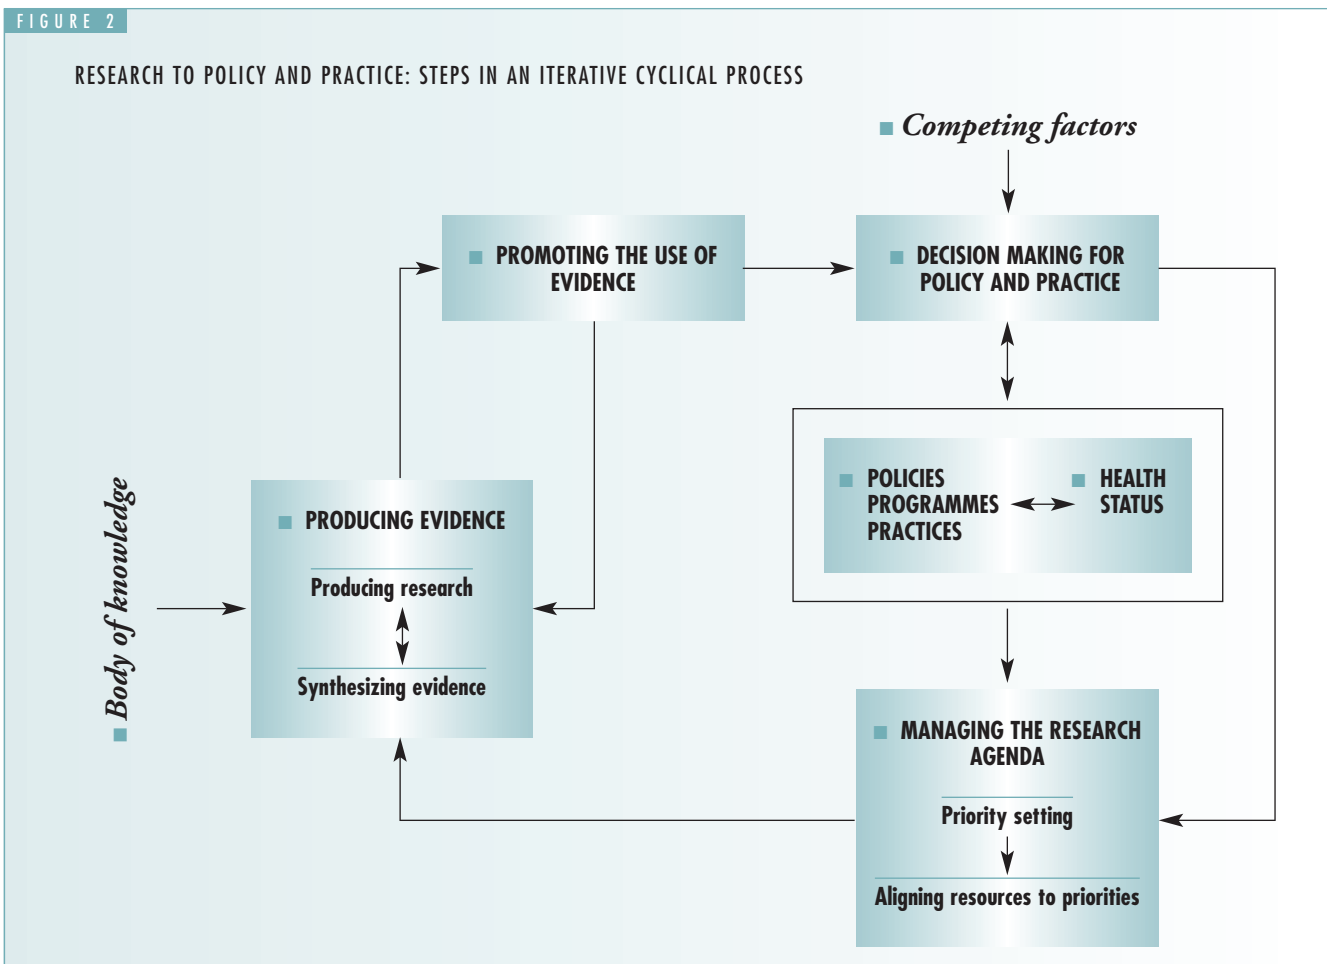 FIGURE 2
RESEARCH TO POLICY AND PRACTICE: STEPS IN AN ITERATIVE CYCLICAL PROCESS
Competing factors
PROMOTING THE USE OF
EVIDENCE
DECISION MAKING FOR
POLICY AND PRACTICE
POLICIES
PROGRAMMES
PRACTICES
HEALTH
STATUS
Body of knowledge
PRODUCING EVIDENCE
Producing research
Synthesizing evidence
MANAGING THE RESEARCH
AGENDA
Priority setting
Aligning resources to priorities